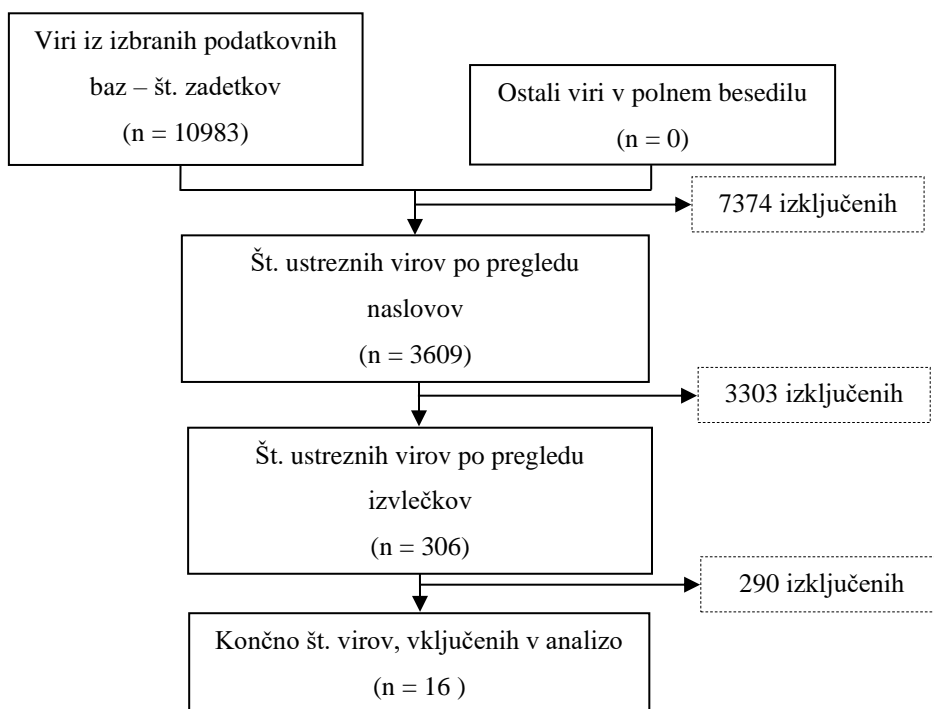 Viri iz izbranih podatkovnih
baz – št. zadetkov
(n = 10983)
Ostali viri v polnem besedilu
(n = 0)
7374 izključenih
Št. ustreznih virov po pregledu
naslovov
(n = 3609)
3303 izključenih
Št. ustreznih virov po pregledu
izvlečkov
(n = 306)
290 izključenih
Končno št. virov, vključenih v analizo
(n = 16 )